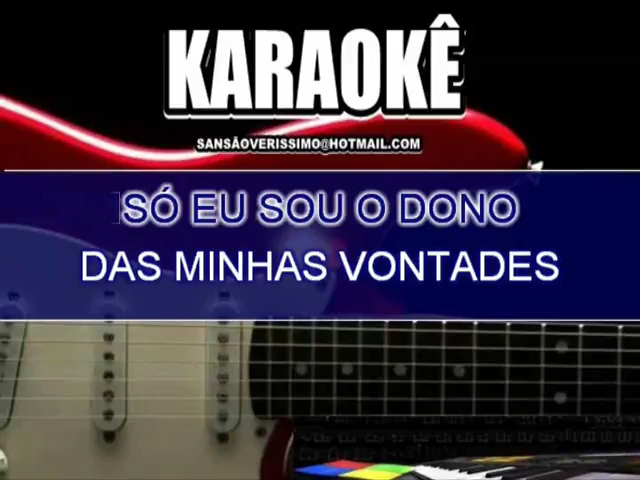 KARAOKÊ
SANSÃOVERISSIMO@HOTMAIL.COM
SÓ EU SOU O DONO
DAS MINHAS VONTADES